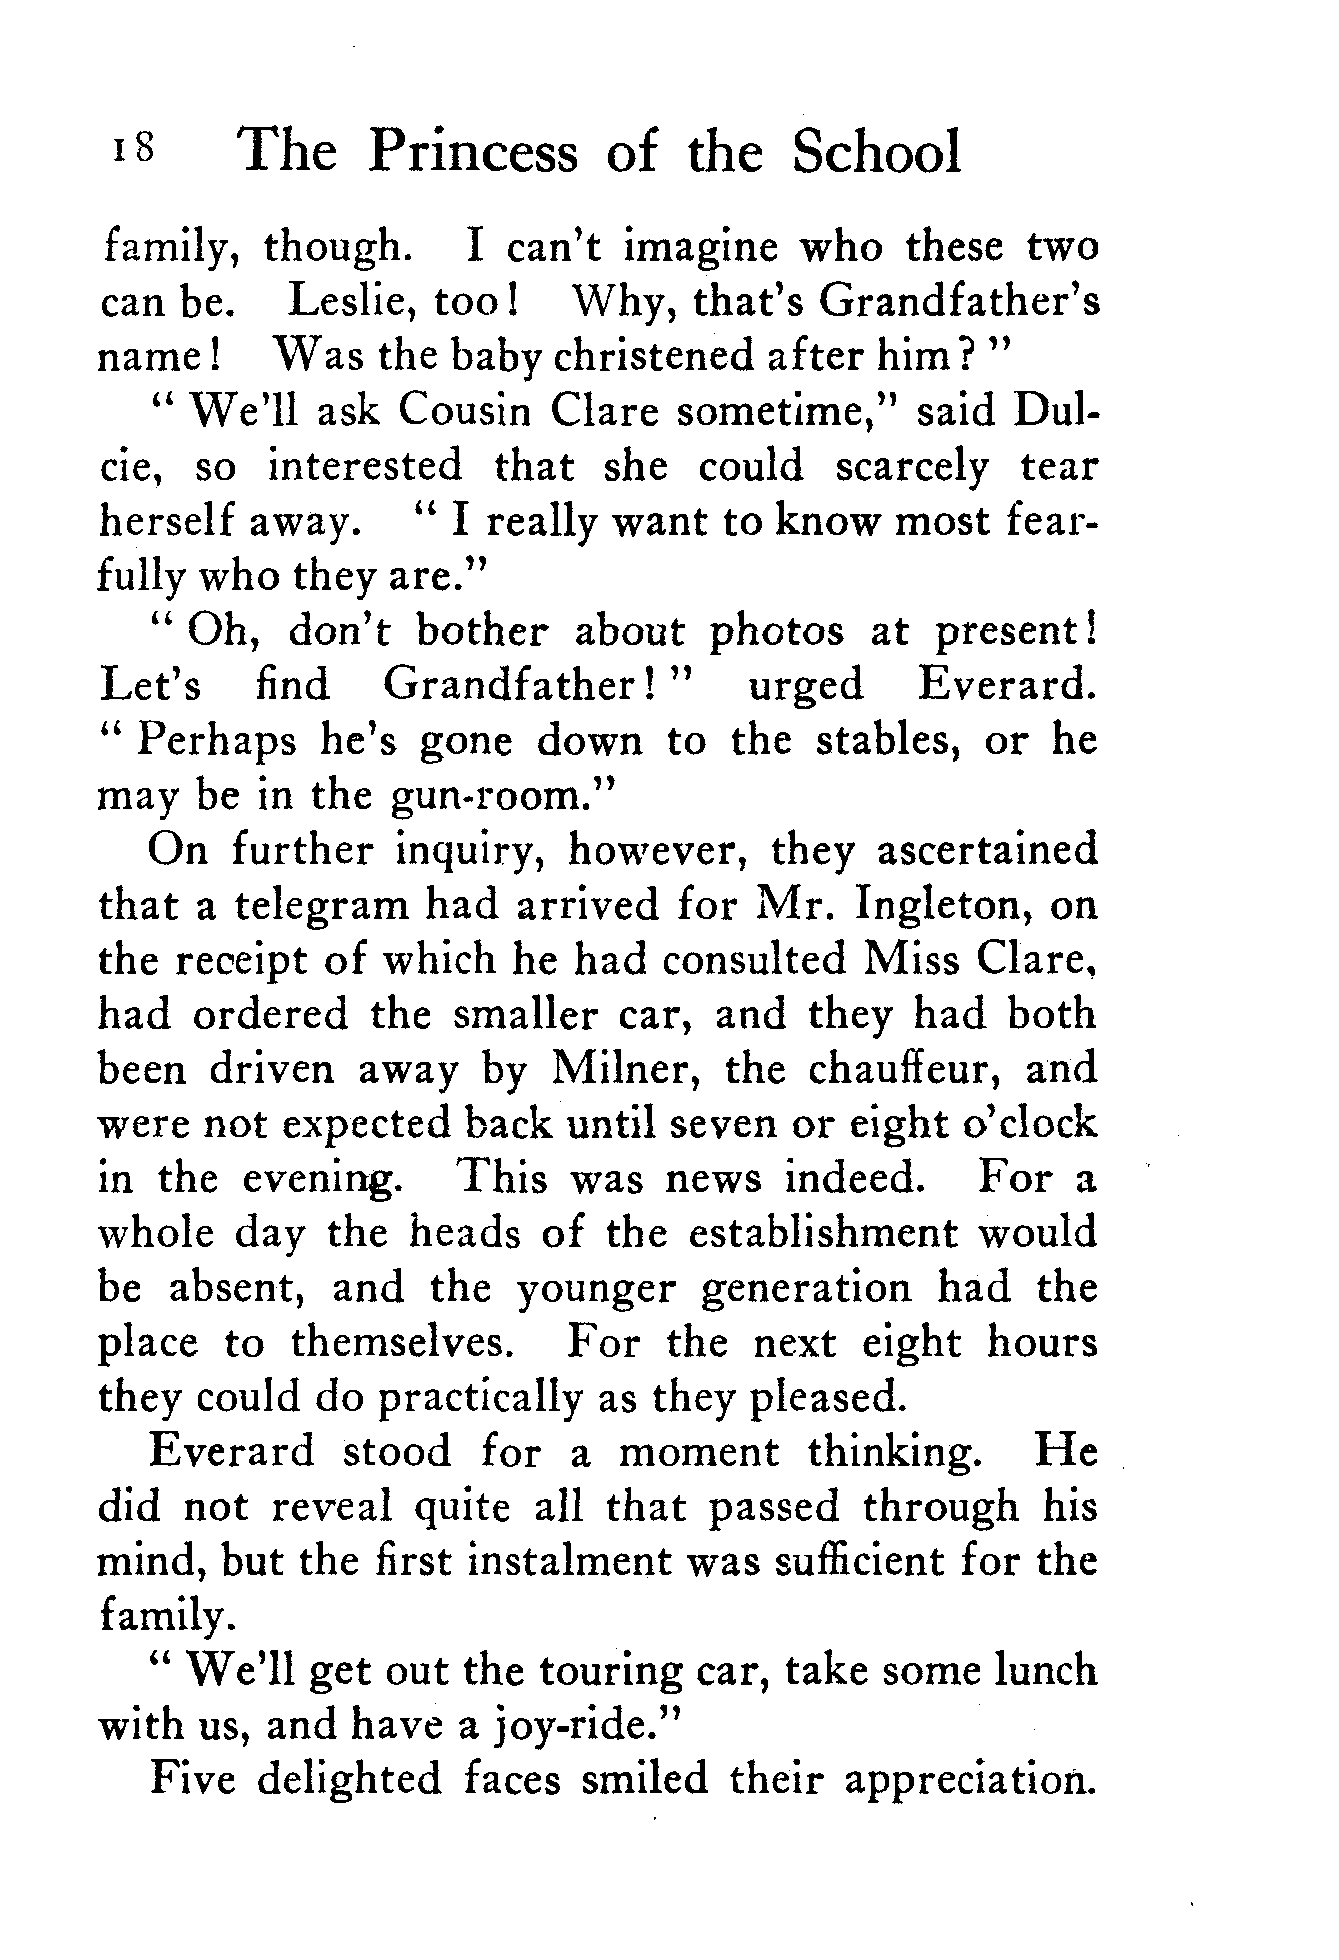 18 The Princess of the School
family, though. I can't imagine who these two
can be. Leslie, too! Why, that's Grandfather's
name! Was the baby christened after him?"
"We'll ask Cousin Clare sometime," said Dul-
cie, so interested that she could scarcely tear
herself away. "I really want to know most fear-
fully who they are."
"Oh, don't bother about photos at present!
Let's find Grandfather!" urged Everard.
"Perhaps he's gone down to the stables, or he
may be in the gun-room."
On further inquiry, however, they ascertained
that a telegram had arrived for Mr. Ingleton, on
the receipt of which he had consulted Miss Clare,
had ordered the smaller car, and they had both
been driven away by Milner, the chauffeur, and
were not expected back until seven or eight o'clock
in the evening. This was news indeed. For a
whole day the heads of the establishment would
be absent, and the younger generation had the
place to themselves. For the next eight hours
they could do practically as they pleased.
Everard stood for a moment thinking. He
did not reveal quite all that passed through his
mind, but the first instalment was sufficient for the
family.
"We'll get out the touring car, take some lunch
with us, and have a joy-ride."
Five delighted faces smiled their appreciation.